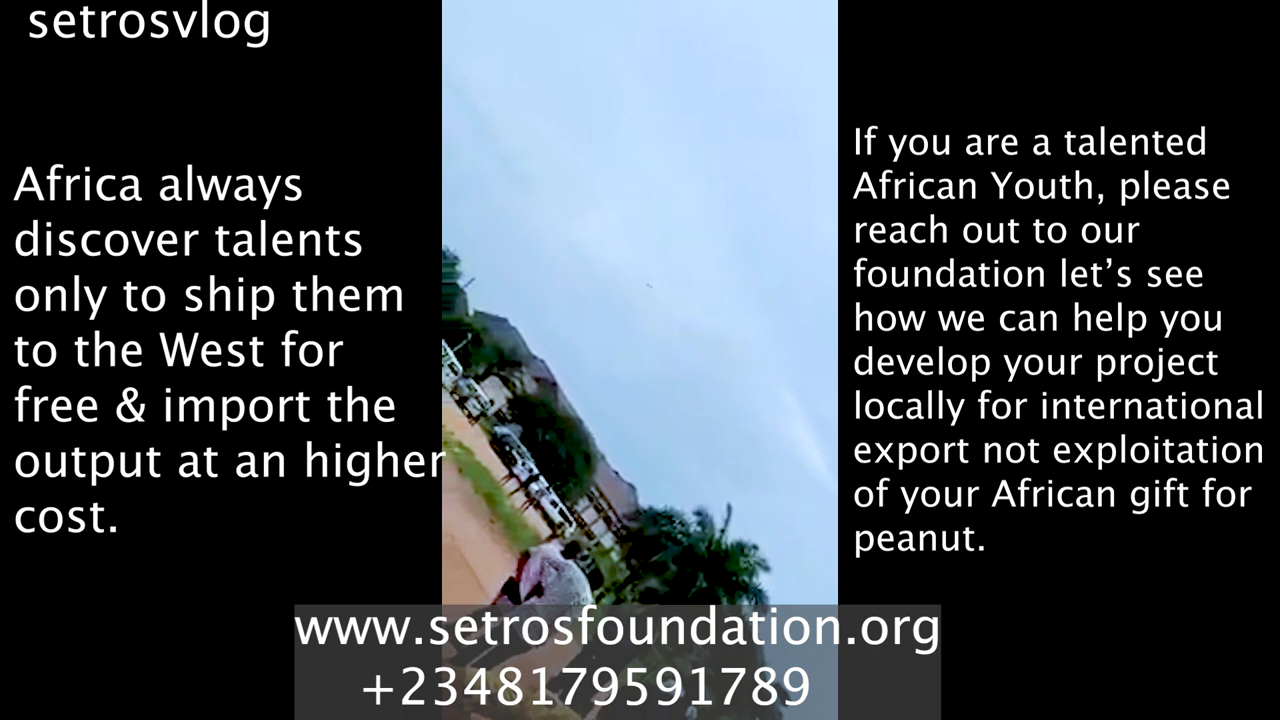 setrosvlog
Africa always
discover talents
only to ship them
to the West for
free & import the
output at an higher
cost.
If you are a talented
African Youth, please
reach out to our
foundation let’s see
how we can help you
develop your project
locally for international
export not exploitation
of your African gift for
peanut.
www.setrosfoundation.org
+2348179591789